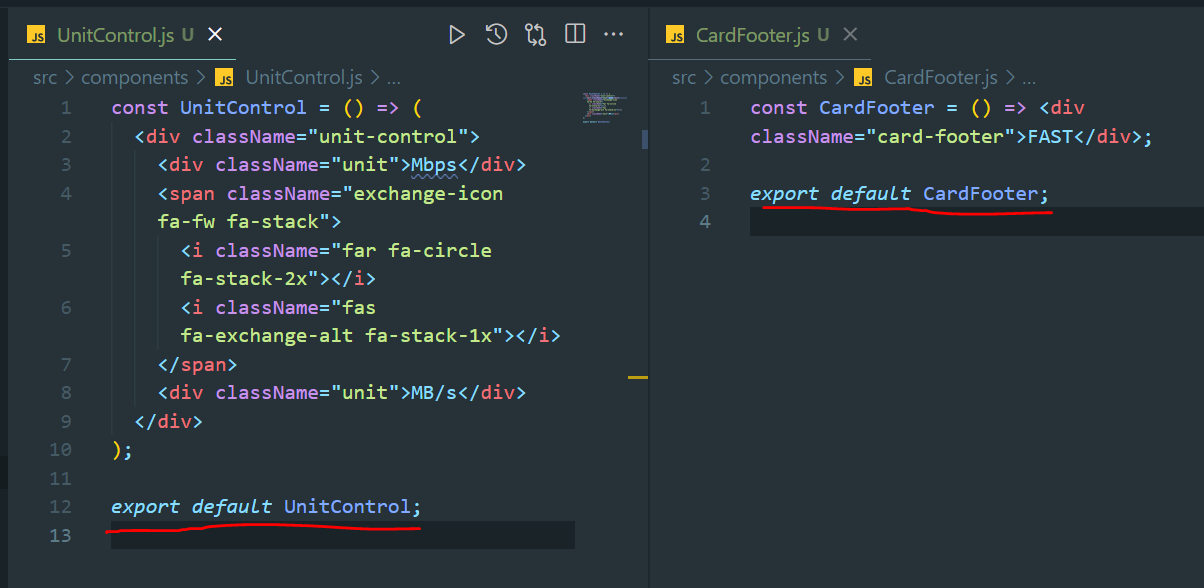 JS UnitControl.js U
src > components > JS UnitControl.js > ...
1 const UnitControl = () => (
2 <div className="unit-control">
3 <div className="unit">Mbps</div>
4 <span className="exchange-icon
fa-fw fa-stack">
5 <i className="far fa-circle
fa-stack-2x"></i>
6 <i className="fas
fa-exchange-alt fa-stack-1x"></i>
7 </span>
8 <div className="unit">MB/s</div>
9 </div>
10 );
11
12 export default UnitControl;
13
JS CardFooter.js U
src > components > JS CardFooter.js > ...
1 const CardFooter = () => <div
className="card-footer">FAST</div>;
2
3 export default CardFooter;
4